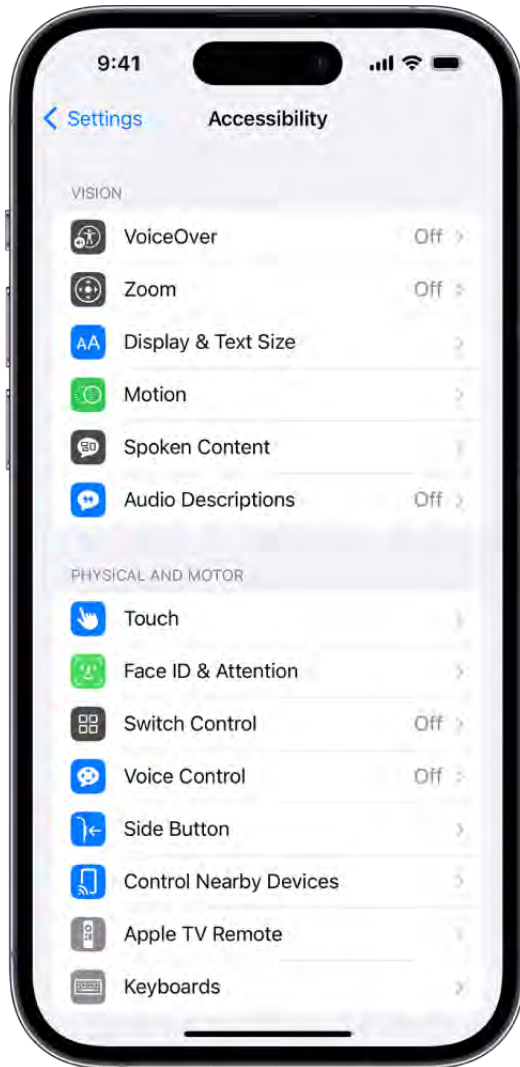 9:41
Settings
Accessibility
VISION
VoiceOver Off
Zoom Off
AA Display & Text Size
Motion
Spoken Content
Audio Descriptions Off
PHYSICAL AND MOTOR
Touch
Face ID & Attention
Switch Control Off
Voice Control Off
Side Button
Control Nearby Devices
Apple TV Remote
Keyboards